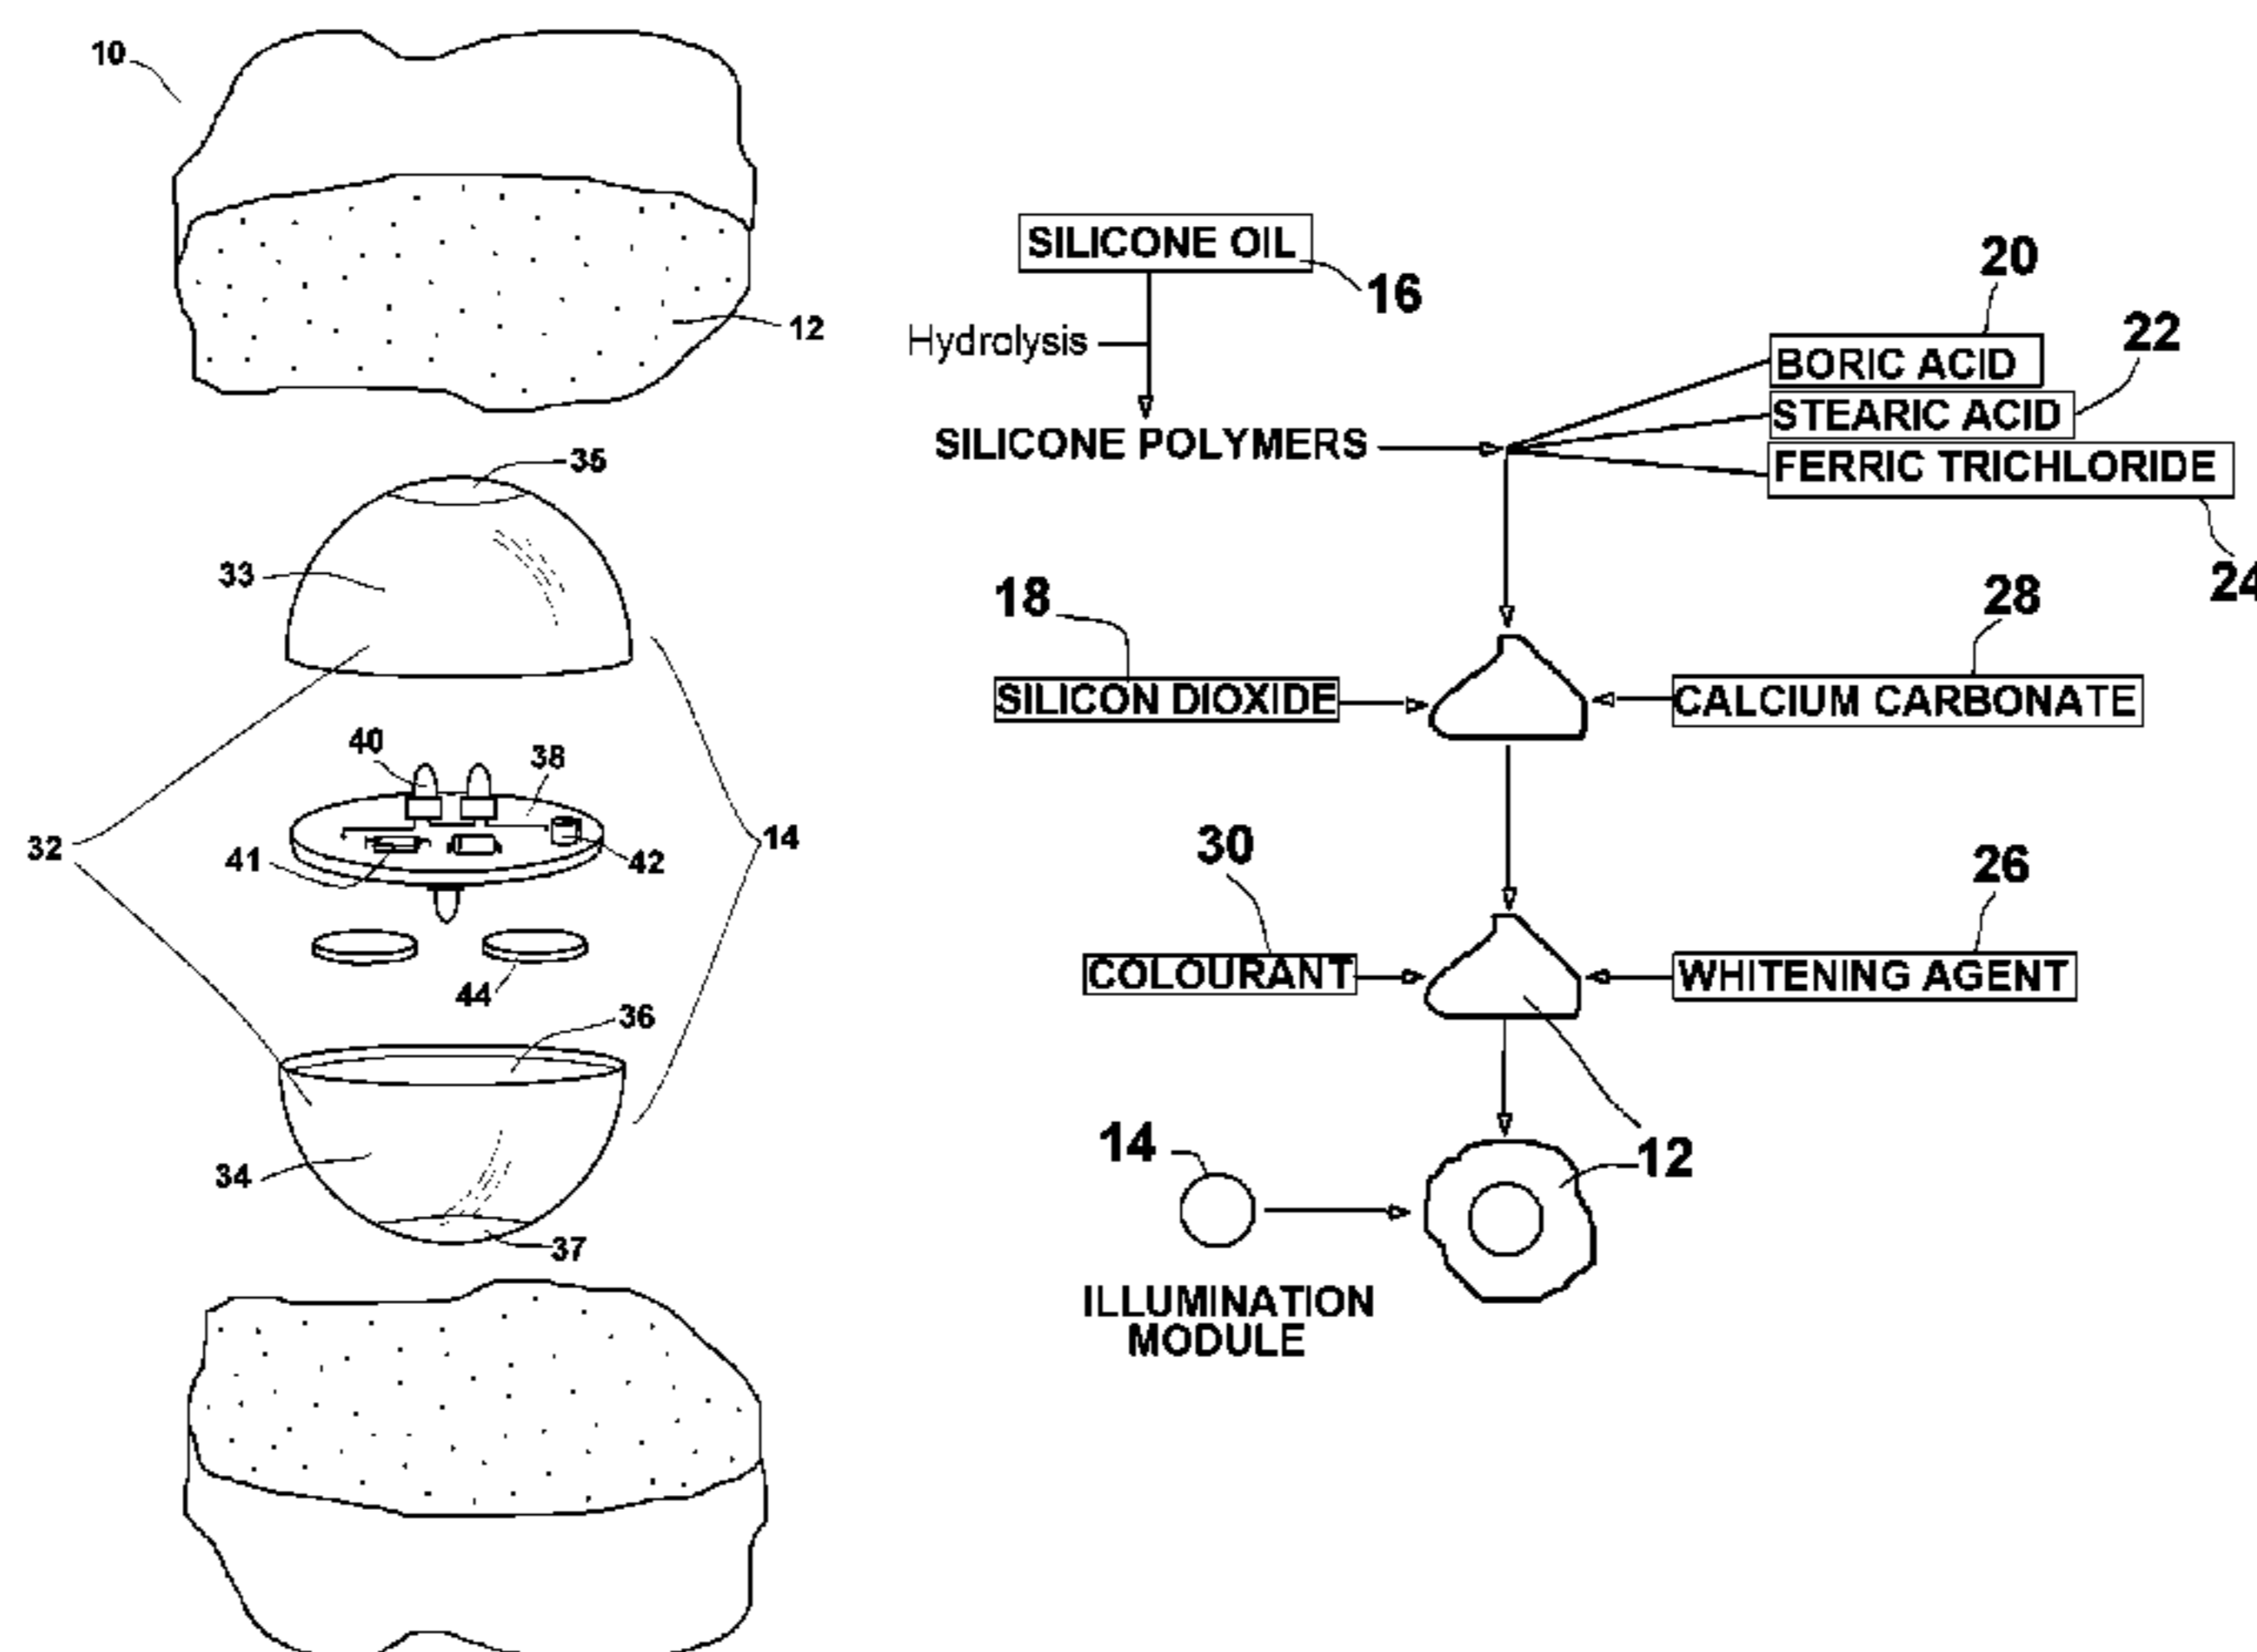 10
12
35
33
40
38
32
14
41
42
44
36
34
37
SILICONE OIL
16
Hydrolysis
20
BORIC ACID
22
STEARIC ACID
SILICONE POLYMERS
FERRIC TRICHLORIDE
24
18
28
SILICON DIOXIDE
CALCIUM CARBONATE
30
26
COLOURANT
WHITENING AGENT
14
12
ILLUMINATION
MODULE